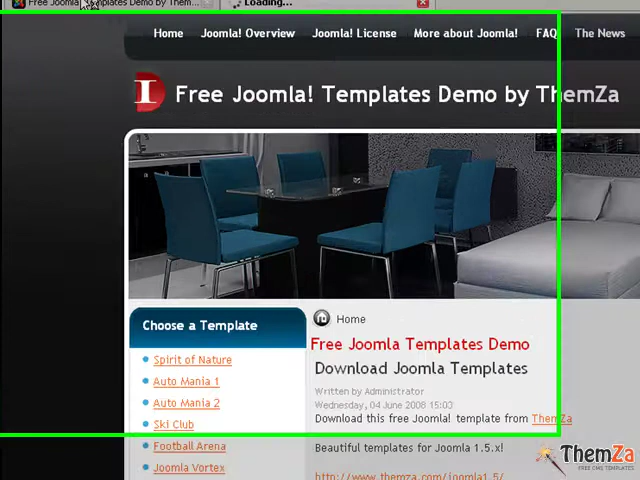 Free Joomla! Templates Demo by Them...
Loading...
Home Joomla! Overview Joomla! License More about Joomla! FAQ The News
I Free Joomla! Templates Demo by ThemZa
Choose a Template
Home
Free Joomla Templates Demo
Spirit of Nature
Download Joomla Templates
Auto Mania 1
Written by Administrator
Auto Mania 2
Wednesday, 04 June 2008 15:03
Download this free Joomla! template from ThemZa
Ski Club
Football Arena
Beautiful templates for Joomla 1.5.x!
Joomla Vortex
http://www.themza.com/joomla1.5/
ThemZa
FREE CMS TEMPLATES